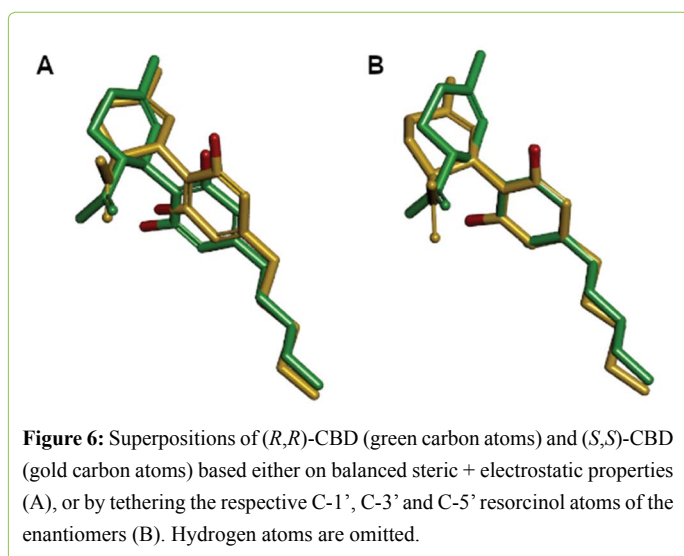 A
B
Figure 6: Superpositions of (R,R)-CBD (green carbon atoms) and (S,S)-CBD
(gold carbon atoms) based either on balanced steric + electrostatic properties
(A), or by tethering the respective C-1’, C-3’ and C-5’ resorcinol atoms of the
enantiomers (B). Hydrogen atoms are omitted.